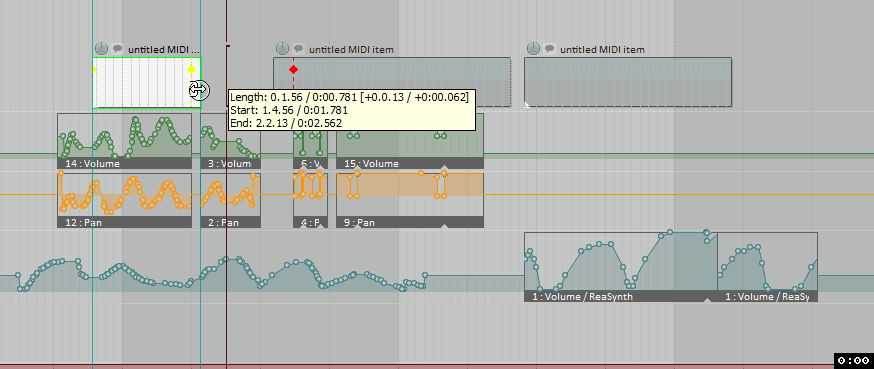 untitled MIDI ...
untitled MIDI item
untitled MIDI item
Length: 0.1.56 / 0:00.781 [+0.0.13 / +0:00.062]
Start: 1.4.56 / 0:01.781
End: 2.2.13 / 0:02.562
14: Volume
3: Volum
6: V
15: Volume
12: Pan
2: Pan
4: P
9: Pan
1: Volume / ReaSynth
1: Volume / ReaSy
0:00